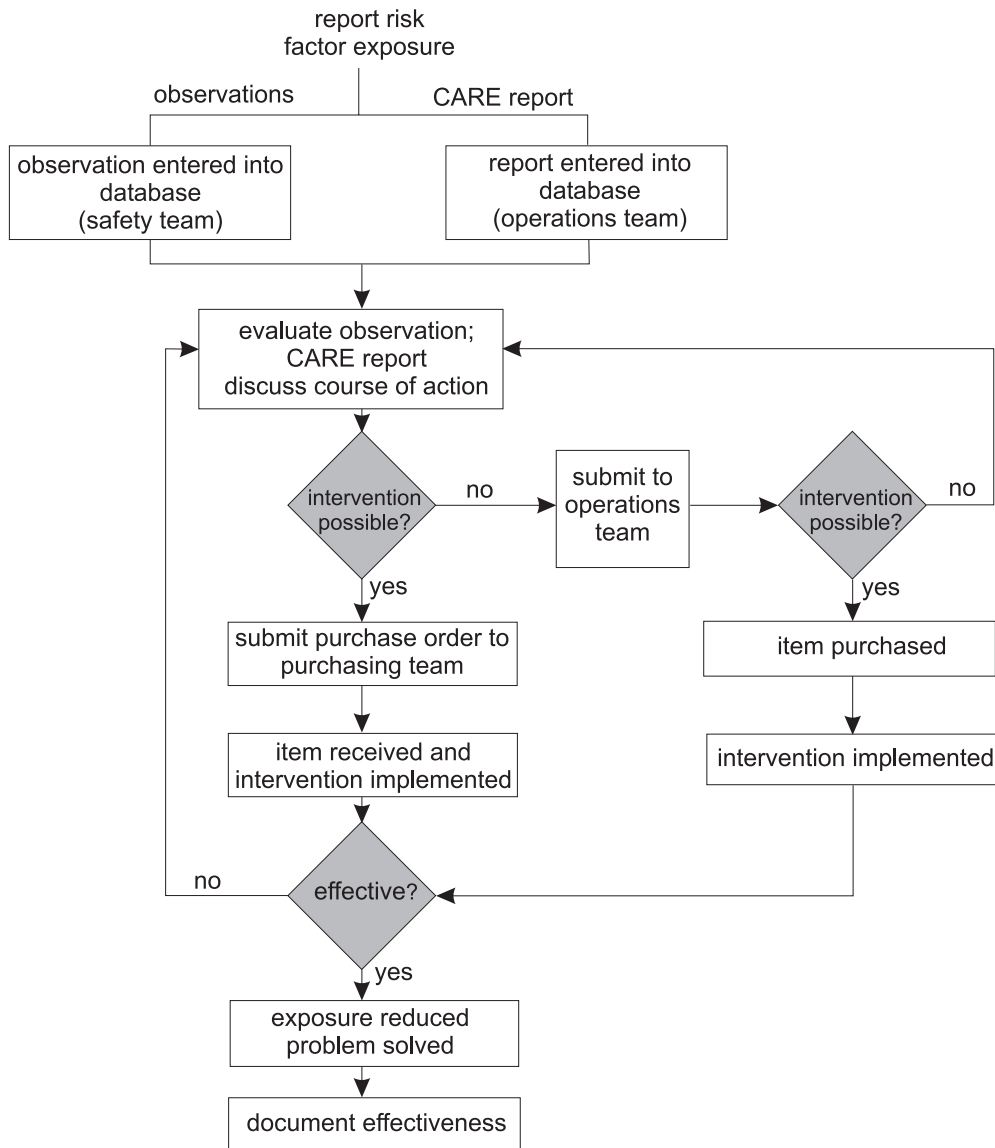 report risk
factor exposure
observations
CARE report
observation entered into
database
(safety team)
report entered into
database
(operations team)
evaluate observation;
CARE report
discuss course of action
intervention
possible?
no
submit to
operations
team
intervention
possible?
no
yes
yes
submit purchase order to
purchasing team
item purchased
item received and
intervention implemented
intervention implemented
no
effective?
yes
exposure reduced
problem solved
document effectiveness